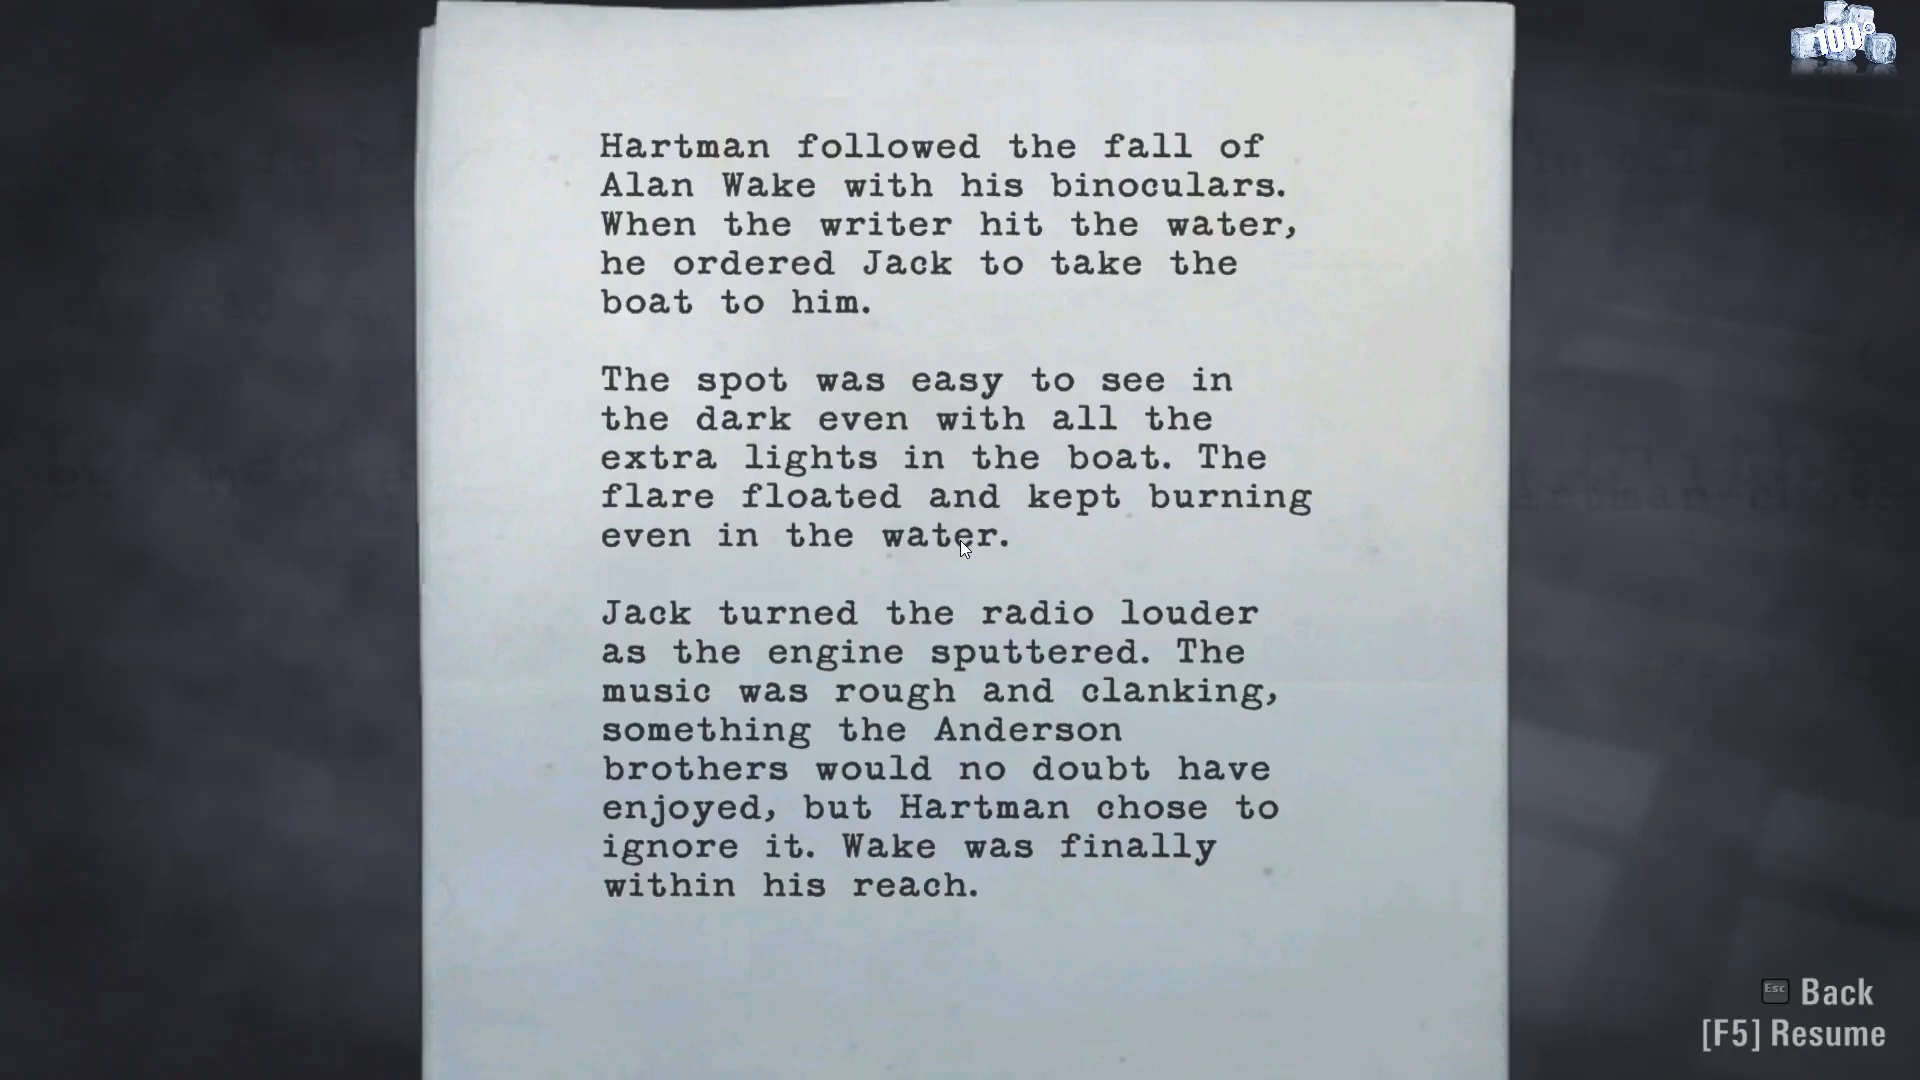 100°
Hartman followed the fall of
Alan Wake with his binoculars.
When the writer hit the water,
he ordered Jack to take the
boat to him.
The spot was easy to see in
the dark even with all the
extra lights in the boat. The
flare floated and kept burning
even in the water.
Jack turned the radio louder
as the engine sputtered. The
music was rough and clanking,
something the Anderson
brothers would no doubt have
enjoyed, but Hartman chose to
ignore it. Wake was finally
within his reach.
Esc Back
[F5] Resume